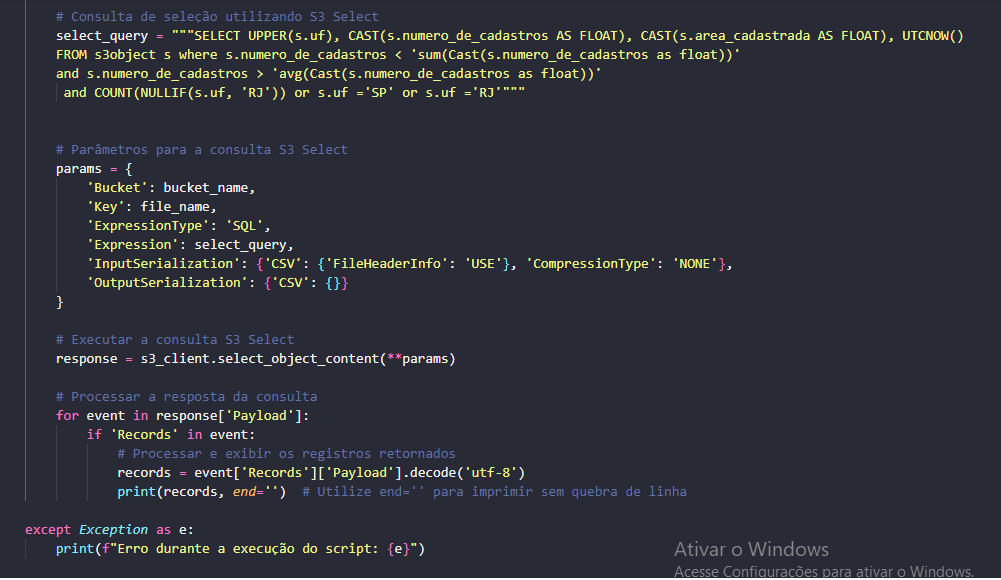 # Consulta de seleção utilizando S3 Select
select_query = """SELECT UPPER(s.uf), CAST(s.numero_de_cadastros AS FLOAT), CAST(s.area_cadastrada AS FLOAT), UTCNOW()
FROM s3object s where s.numero_de_cadastros < 'sum(Cast(s.numero_de_cadastros as float))'
and s.numero_de_cadastros > 'avg(Cast(s.numero_de_cadastros as float))'
and COUNT(NULLIF(s.uf, 'RJ')) or s.uf ='SP' or s.uf ='RJ'"""
# Parâmetros para a consulta S3 Select
params = {
'Bucket': bucket_name,
'Key': file_name,
'ExpressionType': 'SQL',
'Expression': select_query,
'InputSerialization': {'CSV': {'FileHeaderInfo': 'USE'}, 'CompressionType': 'NONE'},
'OutputSerialization': {'CSV': {}}
}
# Executar a consulta S3 Select
response = s3_client.select_object_content(**params)
# Processar a resposta da consulta
for event in response['Payload']:
if 'Records' in event:
# Processar e exibir os registros retornados
records = event['Records']['Payload'].decode('utf-8')
print(records, end='')  # Utilize end='' para imprimir sem quebra de linha
except Exception as e:
print(f"Erro durante a execução do script: {e}")
Ativar o Windows
Acesse Configurações para ativar o Windows.